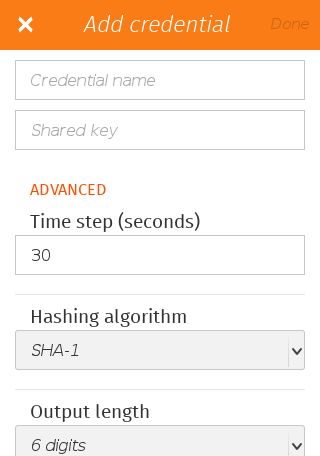 Add credential
Done
Credential name
Shared key
ADVANCED
Time step (seconds)
30
Hashing algorithm
SHA-1
Output length
6 digits